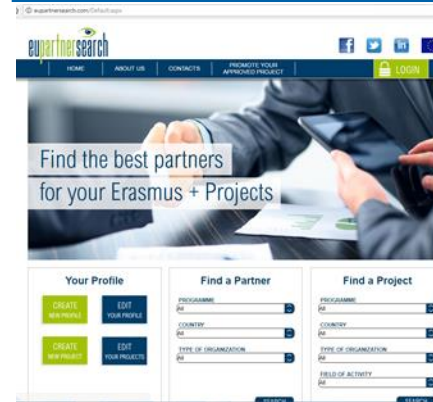 eupartnersearch.com/Default.aspx
eupartnersearch
HOME
ABOUT US
CONTACTS
PROMOTE YOUR
APPROVED PROJECT
LOGIN
Find the best partners
for your Erasmus + Projects
Your Profile
CREATE
NEW PROFILE
EDIT
YOUR PROFILE
CREATE
NEW PROJECT
EDIT
YOUR PROJECTS
Find a Partner
PROGRAMME
All
COUNTRY
All
TYPE OF ORGANIZATION
All
SEARCH
Find a Project
PROGRAMME
All
COUNTRY
All
TYPE OF ORGANIZATION
All
FIELD OF ACTIVITY
All
SEARCH